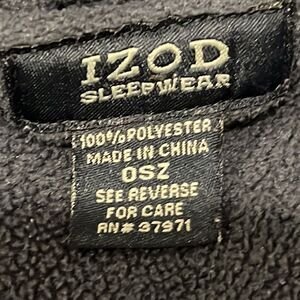 IZOD
SLEEPWEAR
100% POLYESTER
MADE IN CHINA
OSZ
SEE REVERSE
FOR CARE
RN# 37971